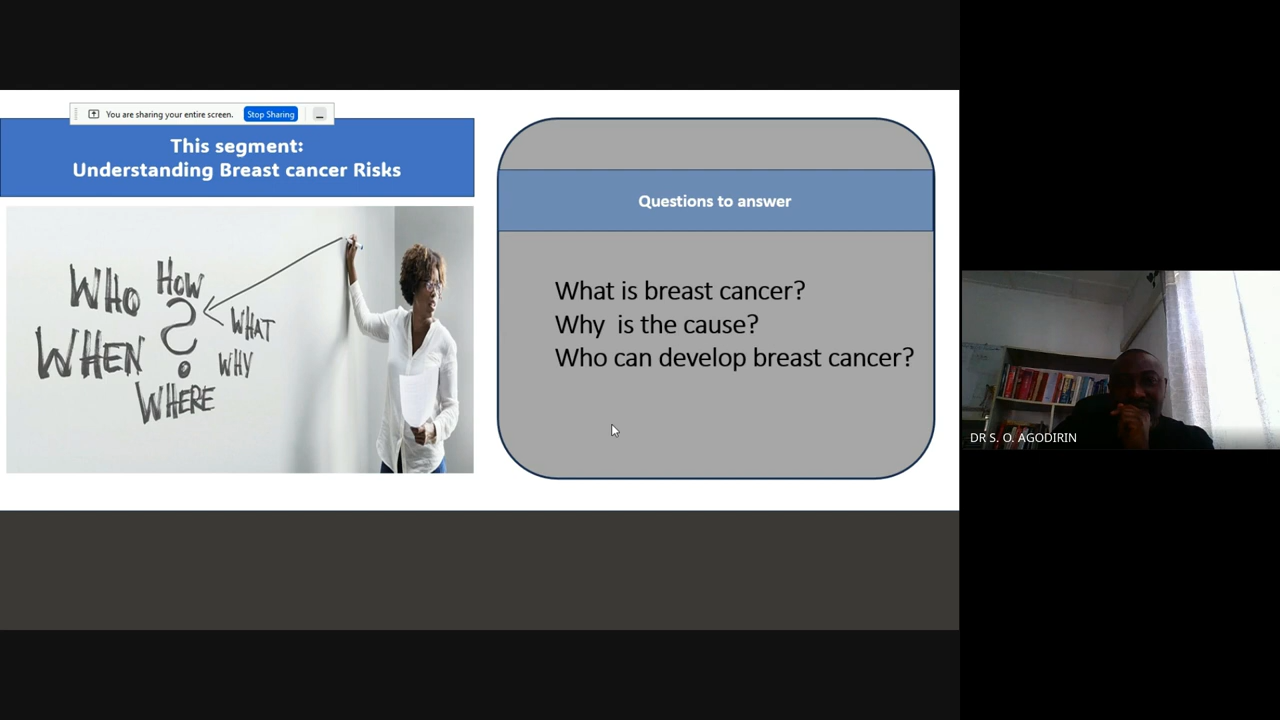 You are sharing your entire screen. Stop Sharing
This segment:
Understanding Breast cancer Risks
WHO
HOW
WHAT
WHEN
?
WHY
WHERE
Questions to answer
What is breast cancer?
Why  is the cause?
Who can develop breast cancer?
DR S. O. AGODIRIN